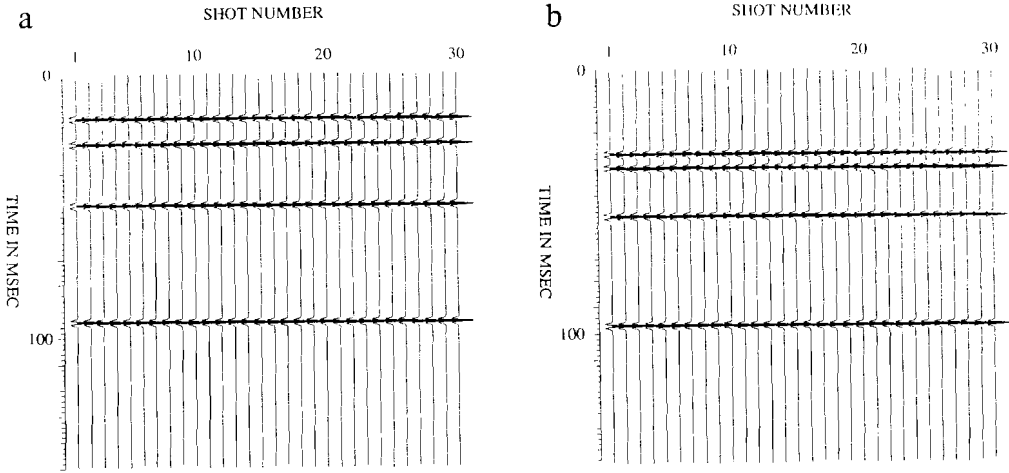 a
SHOT NUMBER
1 10 20 30
0
TIME IN MSEC
100
b
SHOT NUMBER
1 10 20 30
0
TIME IN MSEC
100